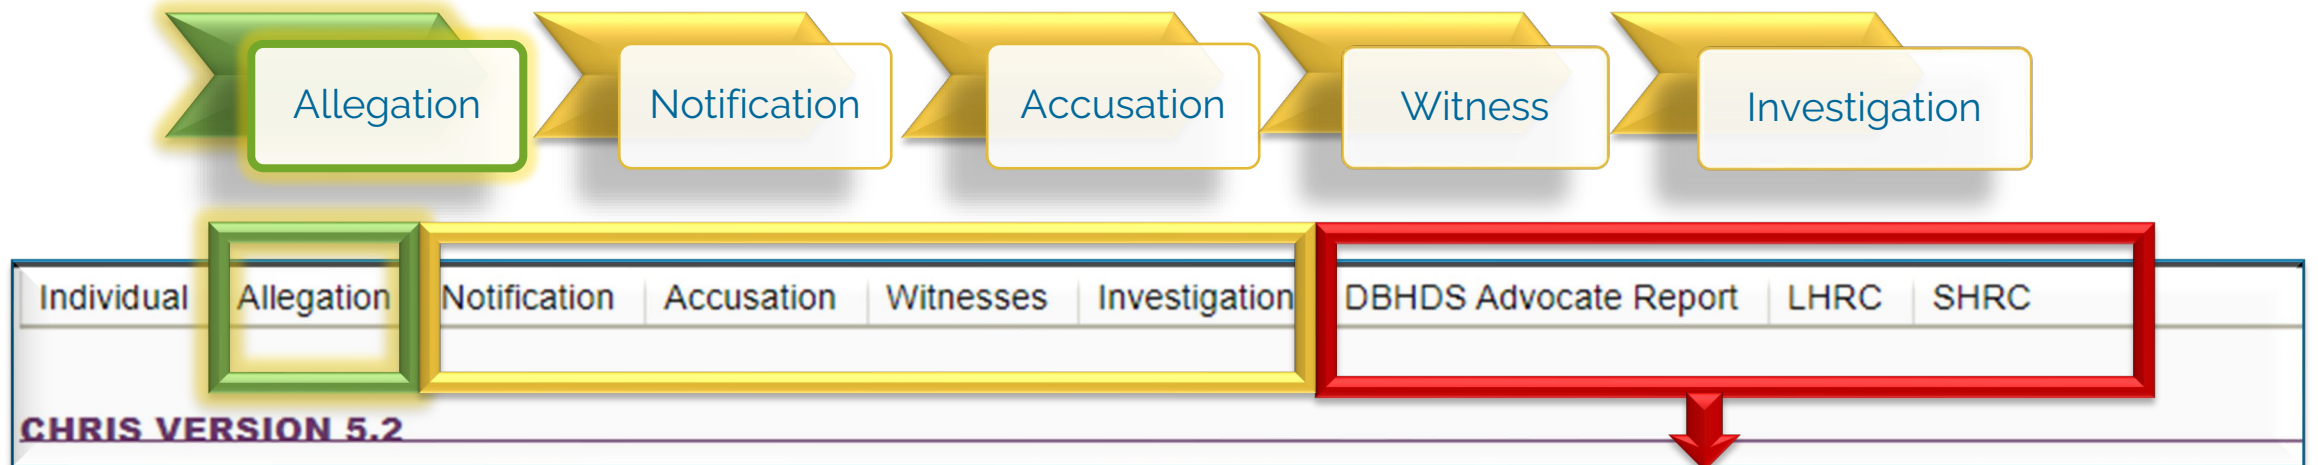 Allegation Notification Accusation Witness Investigation
Individual Allegation Notification Accusation Witnesses Investigation DBHDS Advocate Report LHRC SHRC
CHRIS VERSION 5.2